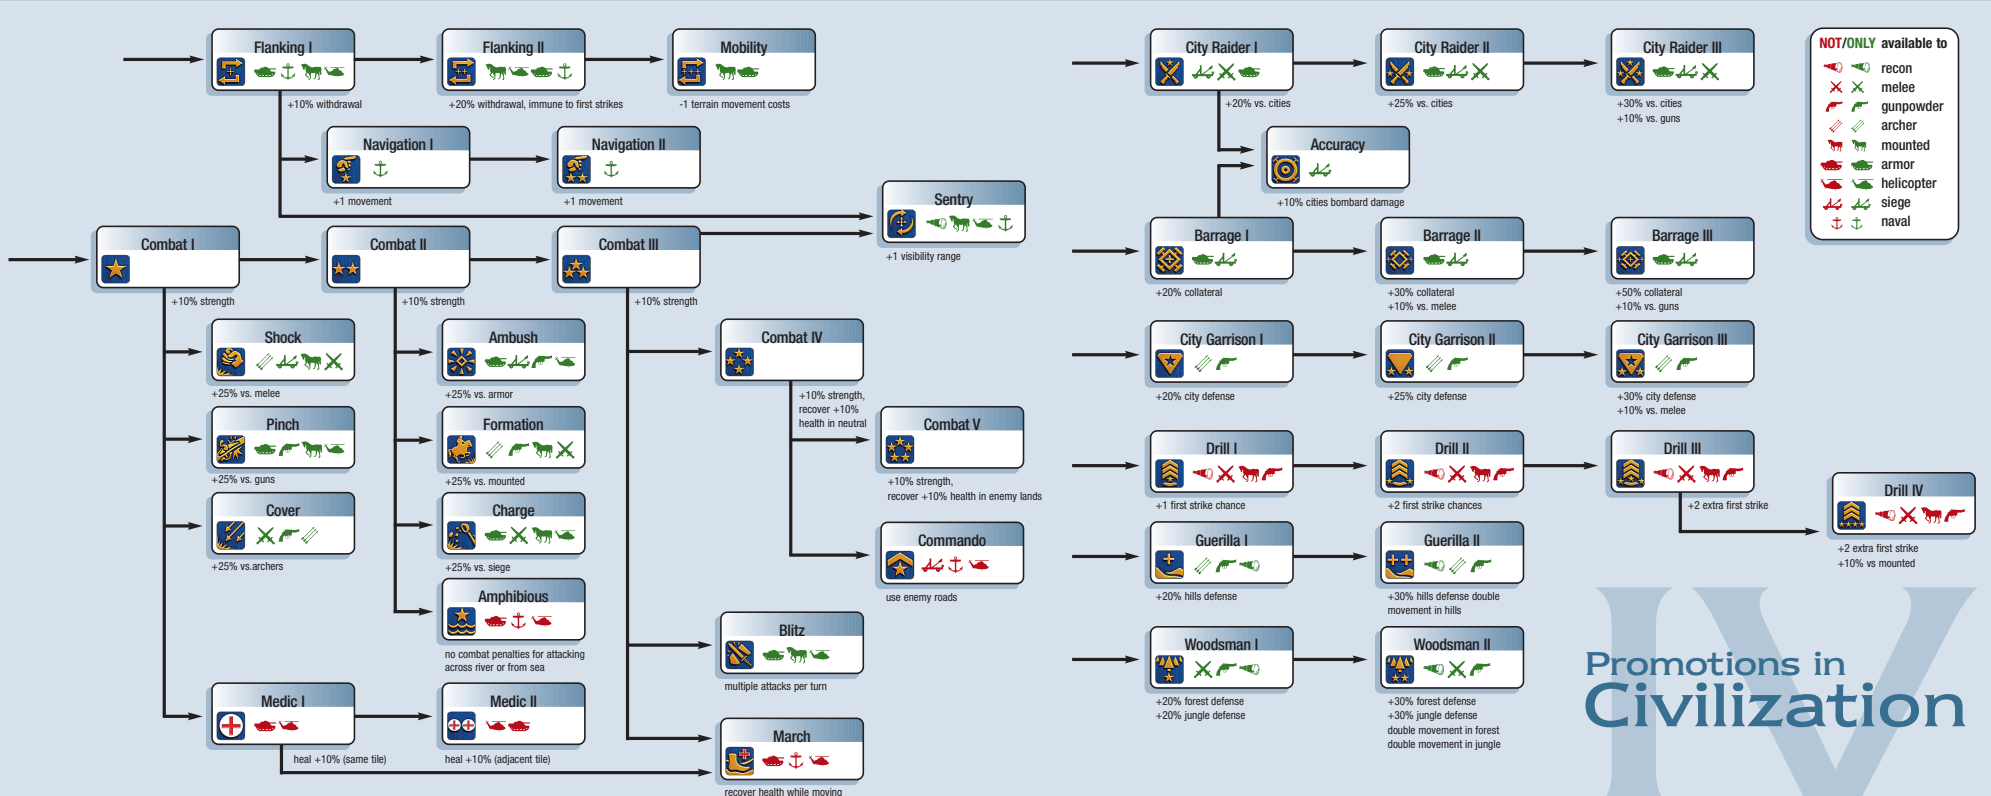 Flanking I
+10% withdrawal
Flanking II
+20% withdrawal, immune to first strikes
Mobility
-1 terrain movement costs
Navigation I
+1 movement
Navigation II
+1 movement
Sentry
+1 visibility range
Combat I
+10% strength
Combat II
+10% strength
Combat III
+10% strength
Shock
+25% vs. melee
Ambush
+25% vs. armor
Combat IV
+10% strength,
recover +10%
health in neutral
Pinch
+25% vs. guns
Formation
+25% vs. mounted
Combat V
+10% strength,
recover +10% health in enemy lands
Cover
+25% vs.archers
Charge
+25% vs. siege
Commando
use enemy roads
Amphibious
no combat penalties for attacking
across river or from sea
Blitz
multiple attacks per turn
Medic I
heal +10% (same tile)
Medic II
heal +10% (adjacent tile)
March
recover health while moving
City Raider I
+20% vs. cities
City Raider II
+25% vs. cities
City Raider III
+30% vs. cities
+10% vs. guns
Accuracy
+10% cities bombard damage
Barrage I
+20% collateral
Barrage II
+30% collateral
+10% vs. melee
Barrage III
+50% collateral
+10% vs. guns
City Garrison I
+20% city defense
City Garrison II
+25% city defense
City Garrison III
+30% city defense
+10% vs. melee
Drill I
+1 first strike chance
Drill II
+2 first strike chances
Drill III
+2 extra first strike
Drill IV
+2 extra first strike
+10% vs mounted
Guerilla I
+20% hills defense
Guerilla II
+30% hills defense double
movement in hills
Woodsman I
+20% forest defense
+20% jungle defense
Woodsman II
+30% forest defense
+30% jungle defense
double movement in forest
double movement in jungle
NOT/ONLY available to
recon
melee
gunpowder
archer
mounted
armor
helicopter
siege
naval
IV
Promotions in
Civilization